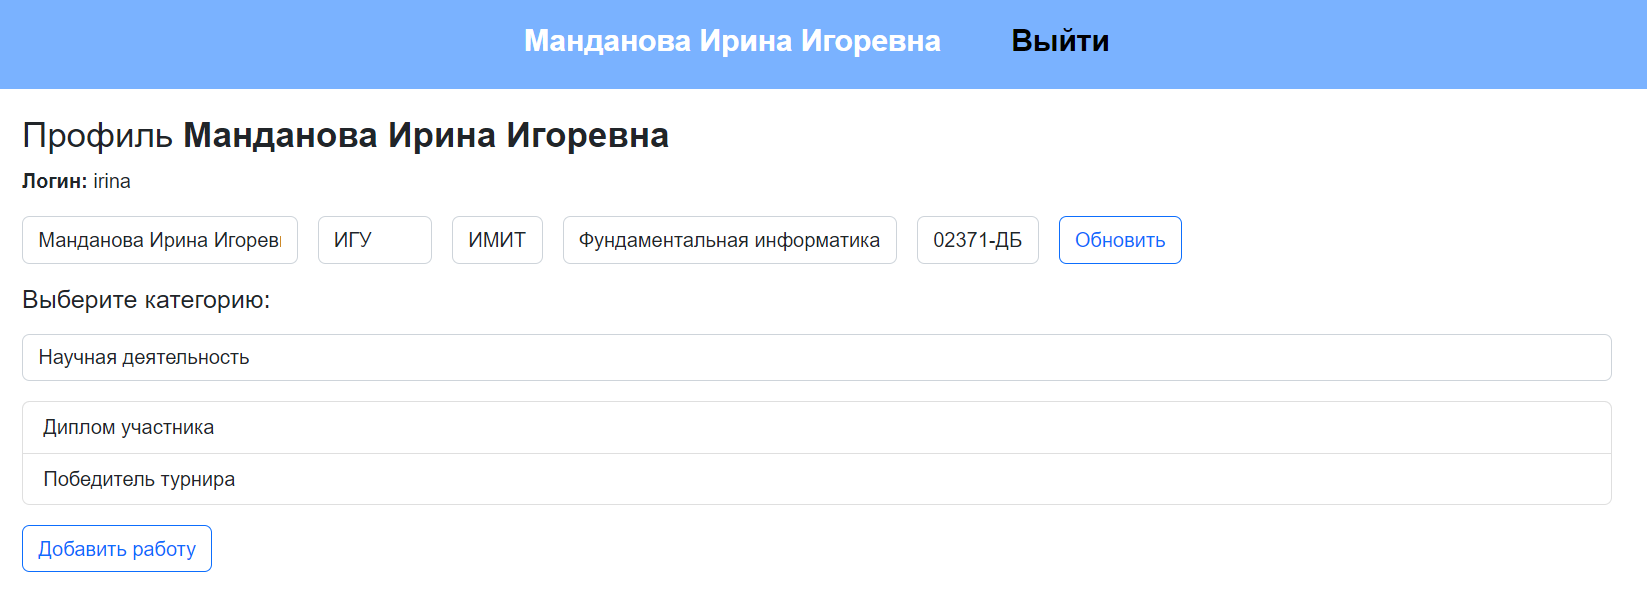 Манданова Ирина Игоревна Выйти
Профиль Манданова Ирина Игоревна
Логин: irina
Манданова Ирина Игорев ИГУ ИМИТ Фундаментальная информатика 02371-ДБ Обновить
Выберите категорию:
Научная деятельность
Диплом участника
Победитель турнира
Добавить работу